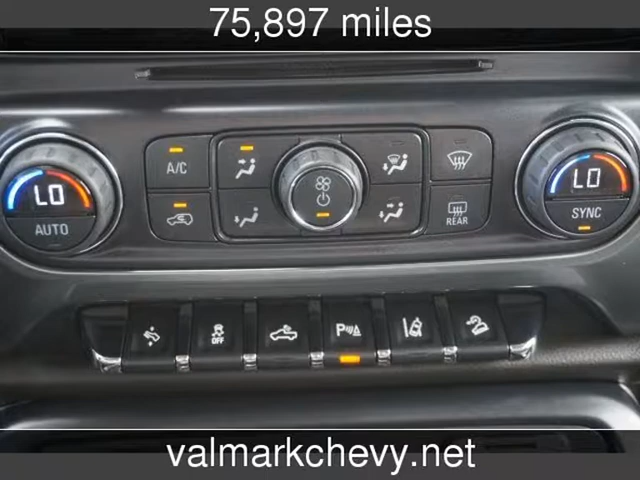 75,897 miles
A/C
LO
AUTO
LO
SYNC
REAR
OFF
P
valmarkchevy.net